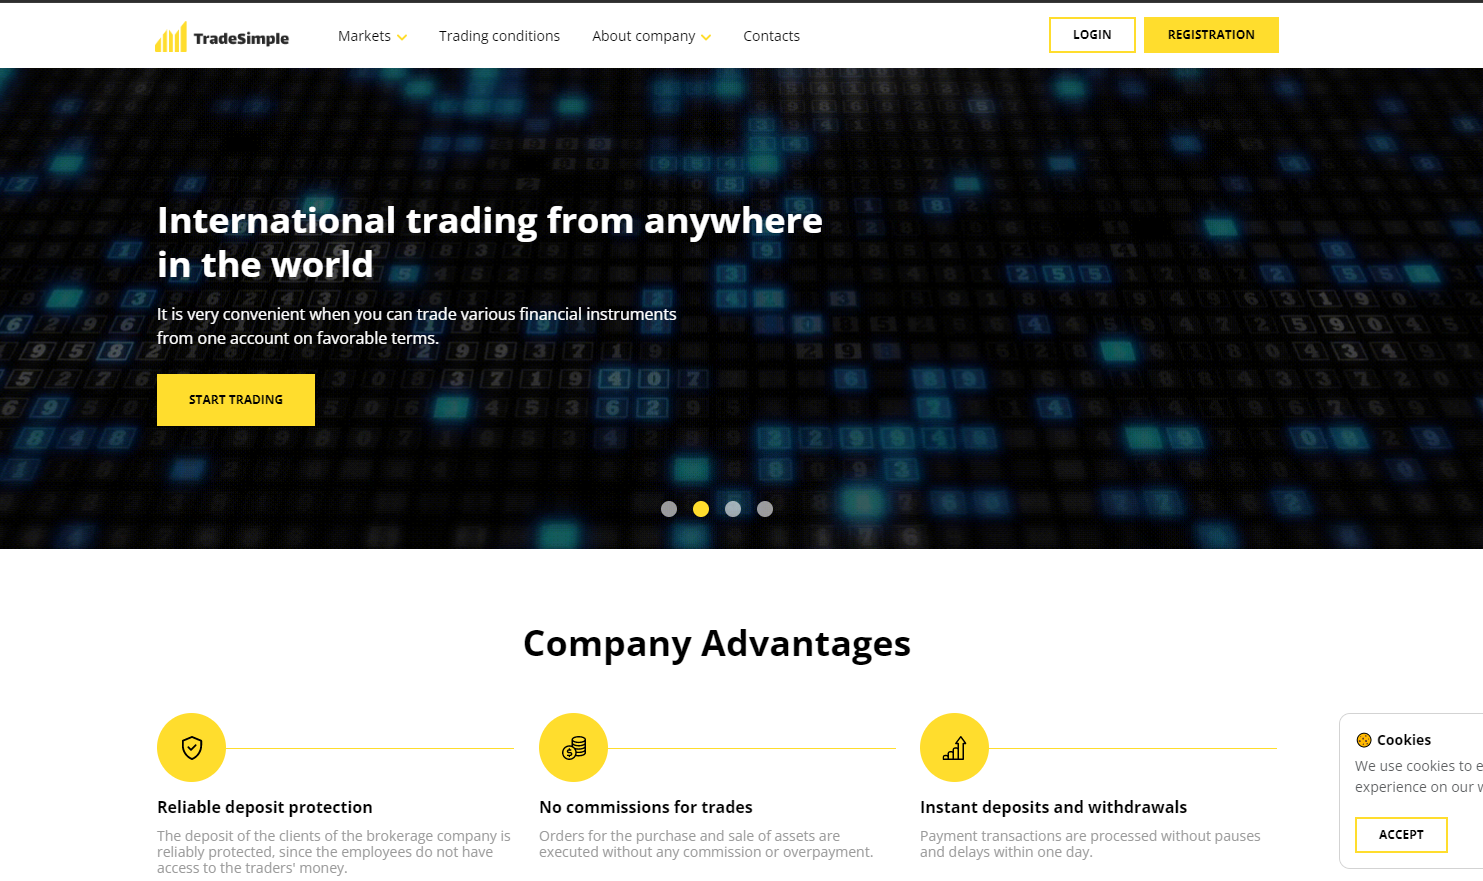 TradeSimple
Markets
Trading conditions
About company
Contacts
LOGIN
REGISTRATION
International trading from anywhere
in the world
It is very convenient when you can trade various financial instruments
from one account on favorable terms.
START TRADING
Company Advantages
Reliable deposit protection
The deposit of the clients of the brokerage company is
reliably protected, since the employees do not have
access to the traders' money.
No commissions for trades
Orders for the purchase and sale of assets are
executed without any commission or overpayment.
Instant deposits and withdrawals
Payment transactions are processed without pauses
and delays within one day.
Cookies
We use cookies to e
experience on our w
ACCEPT